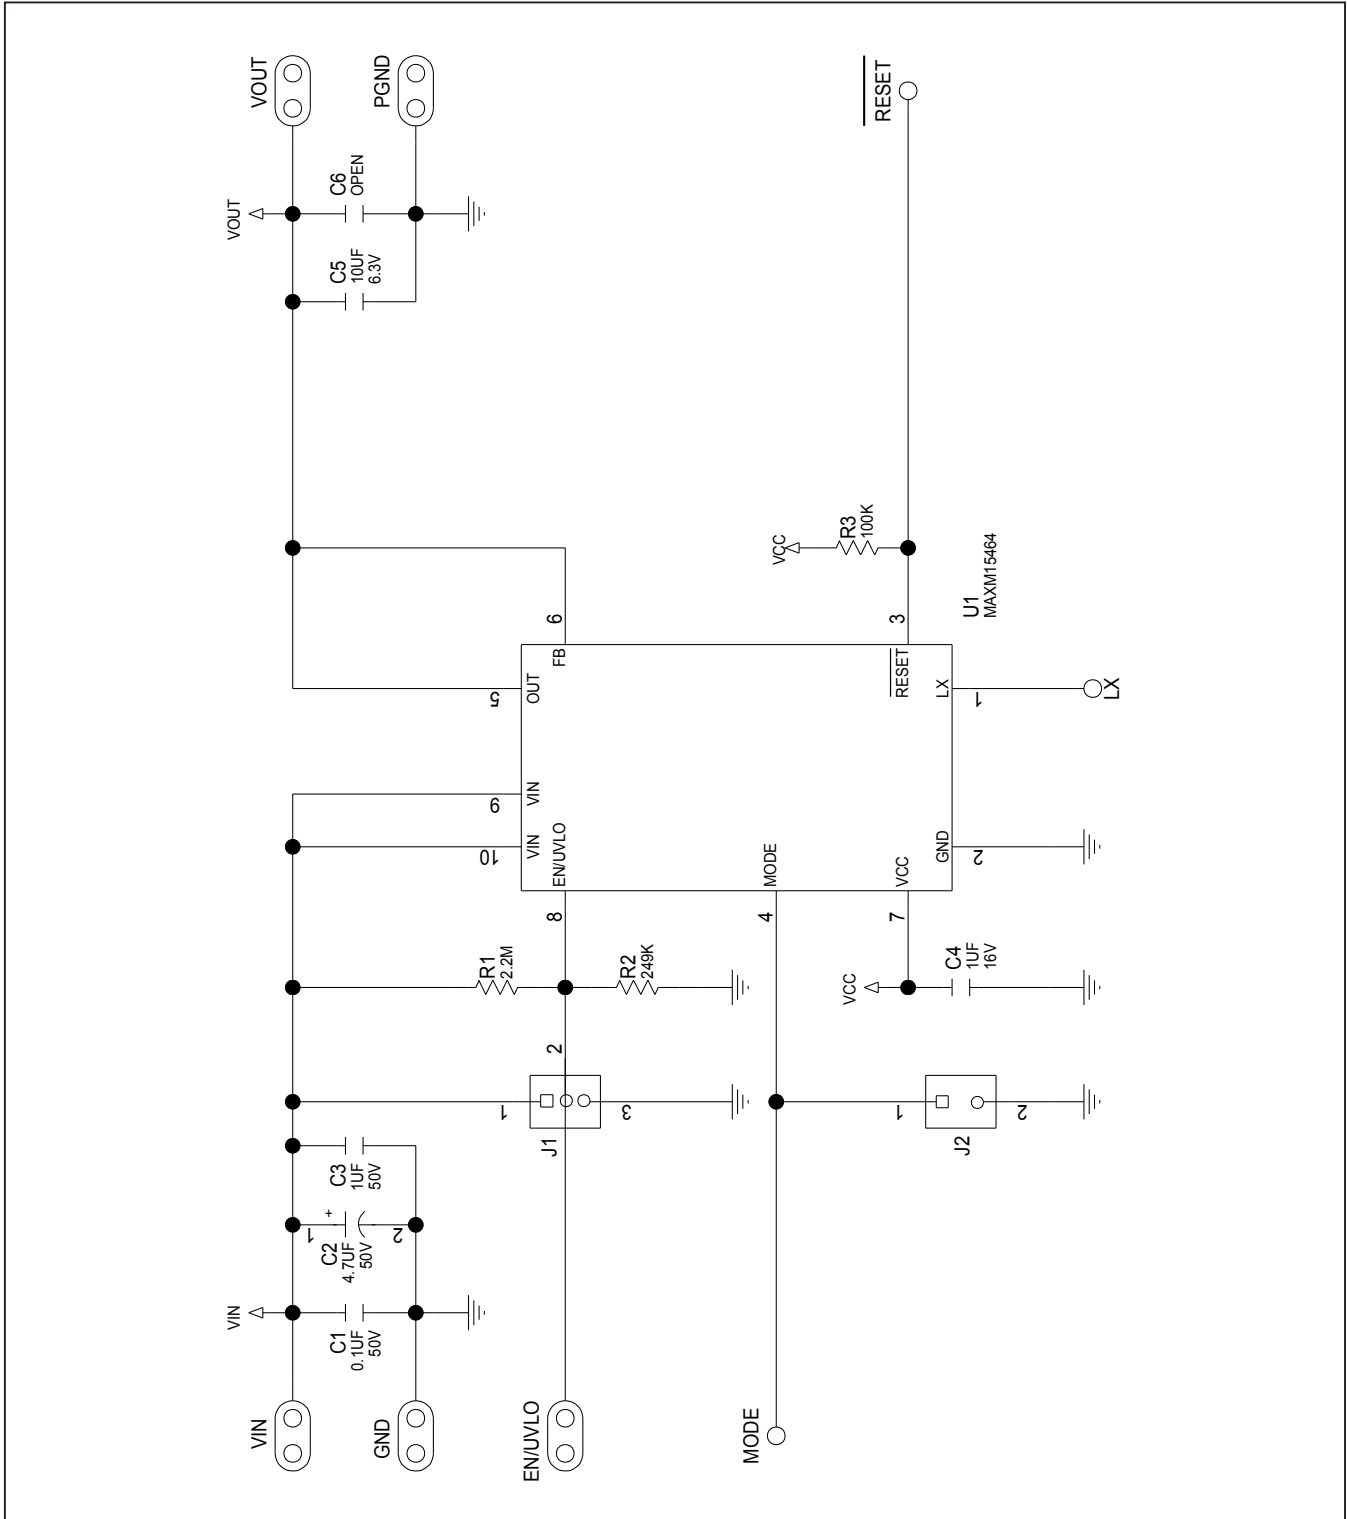 VIN
VIN
C1
0.1UF
50V
GND
1
+
C2
4.7UF
50V
2
C3
1UF
50V
EN/UVLO
J1
1
2
3
R1
2.2M
R2
249K
MODE
J2
1
2
VCC
C4
1UF
16V
10
9
5
8
6
4
7
3
2
1
VIN
VIN
OUT
EN/UVLO
FB
MODE
VCC
RESET
GND
LX
U1
MAXM15464
LX
VCC
R3
100K
RESET
C5
10UF
6.3V
C6
OPEN
VOUT
VOUT
PGND